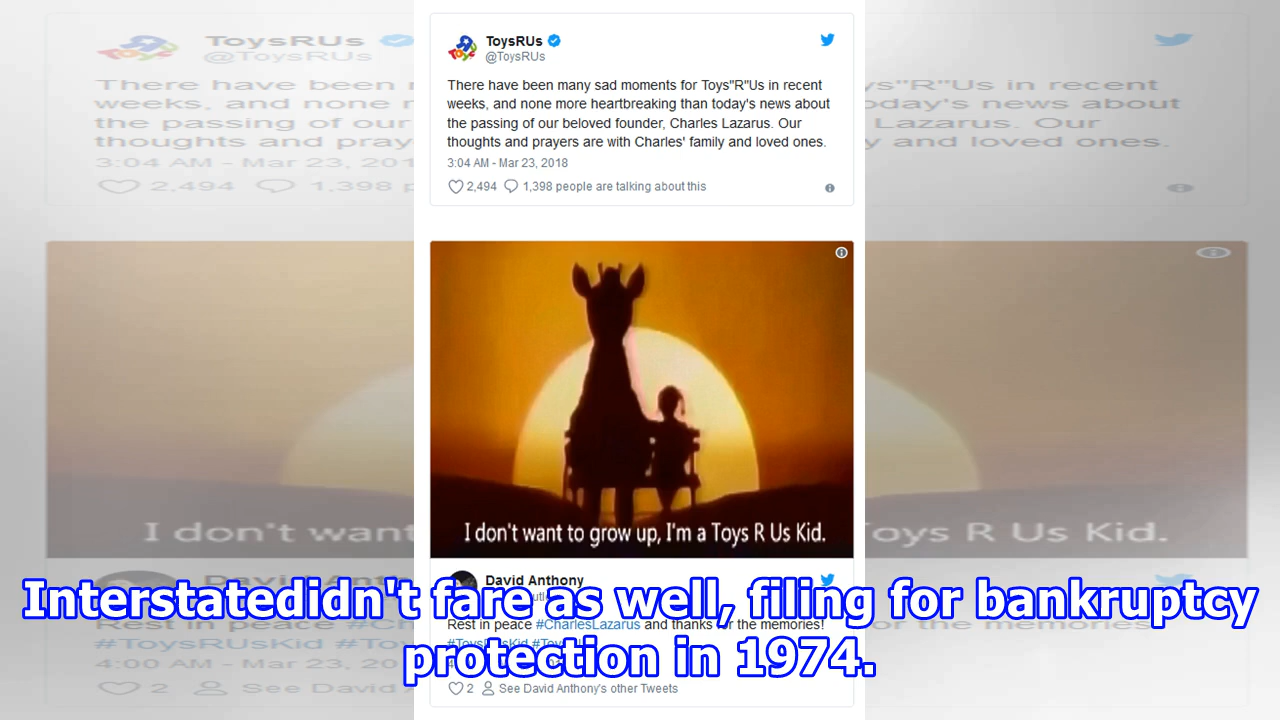 ToysRUs
@ToysRUs
There have been many sad moments for Toys"R"Us in recent
weeks, and none more heartbreaking than today's news about
the passing of our beloved founder, Charles Lazarus. Our
thoughts and prayers are with Charles' family and loved ones.
3:04 AM - Mar 23, 2018
2,494 1,398 people are talking about this
I don't want to grow up, I'm a Toys R Us Kid.
David Anthony
Interstatedidn't fare as well, filing for bankruptcy
Rest in peace #CharlesLazarus and thanks for the memories!
protection in 1974.
2 See David Anthony's other Tweets